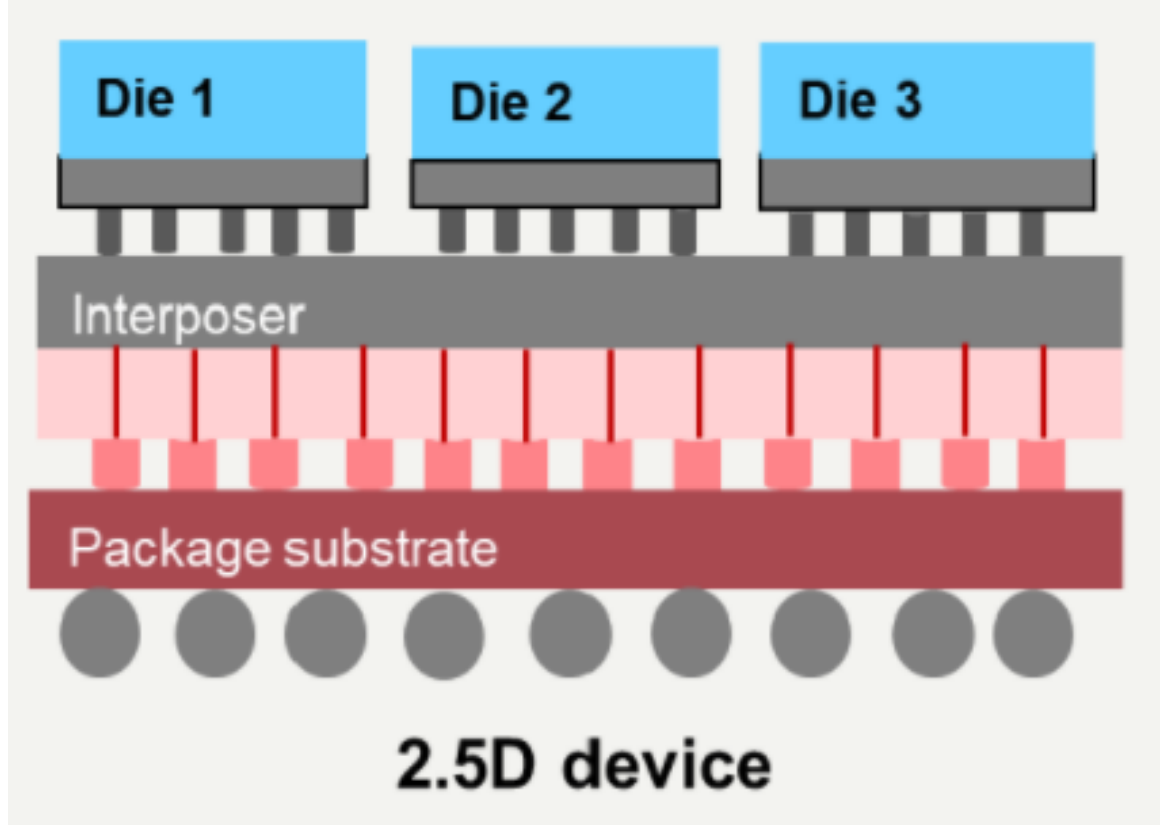 Die 1
Die 2
Die 3
Interposer
Package substrate
2.5D device